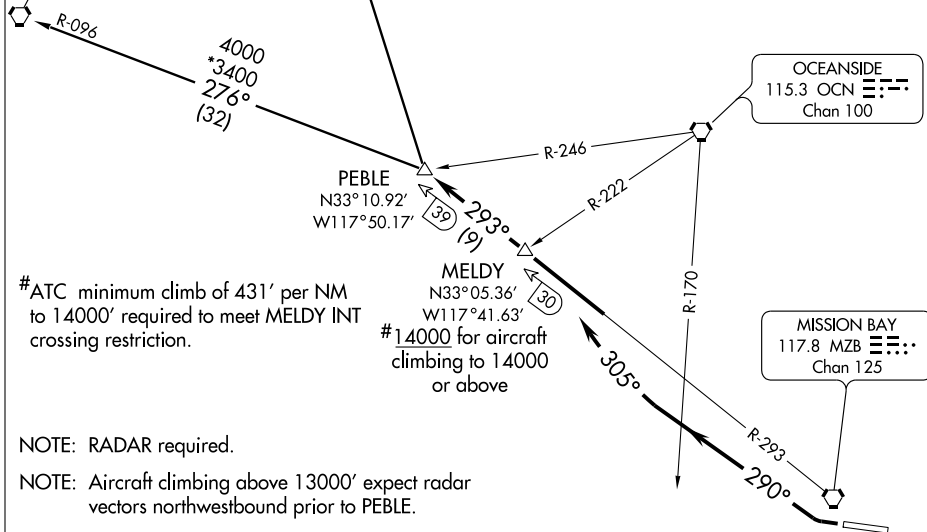 R-096
4000
*3400
276°
(32)
OCEANSIDE
115.3 OCN
Chan 100
R-246
R-222
PEBLE
N33°10.92'
W117°50.17'
39
293°
(9)
MELDY
N33°05.36'
W117°41.63'
30
#14000 for aircraft
climbing to 14000
or above
#ATC minimum climb of 431' per NM
to 14000' required to meet MELDY INT
crossing restriction.
R-170
MISSION BAY
117.8 MZB
Chan 125
305°
R-293
290°
NOTE: RADAR required.
NOTE: Aircraft climbing above 13000' expect radar
vectors northwestbound prior to PEBLE.